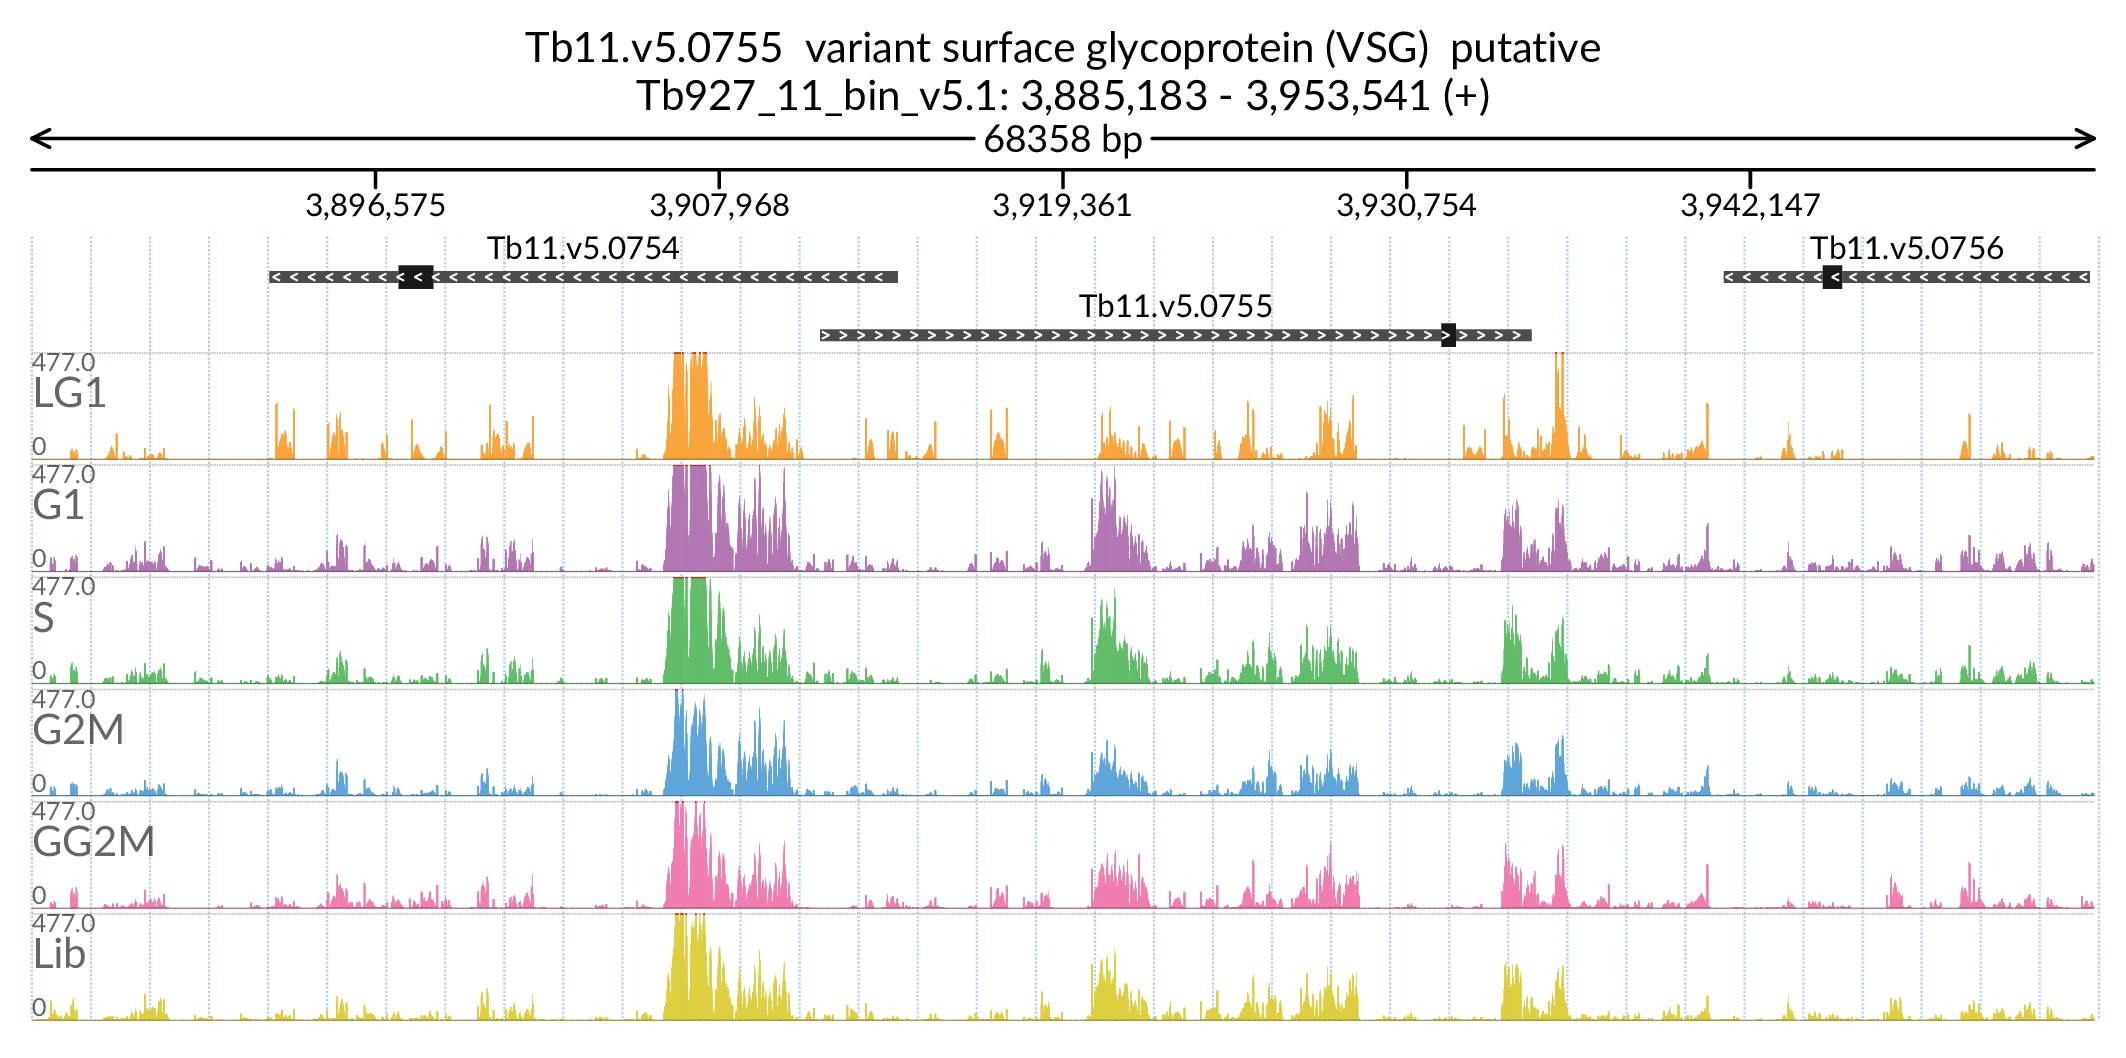 Tb11.v5.0755 variant surface glycoprotein (VSG) putative
Tb927_11_bin_v5.1: 3,885,183 - 3,953,541 (+)
68358 bp
3,896,575 3,907,968 3,919,361 3,930,754 3,942,147
Tb11.v5.0754 Tb11.v5.0756
Tb11.v5.0755
477.0
LG1
0
477.0
G1
0
477.0
S
0
477.0
G2M
0
477.0
GG2M
0
477.0
Lib
0